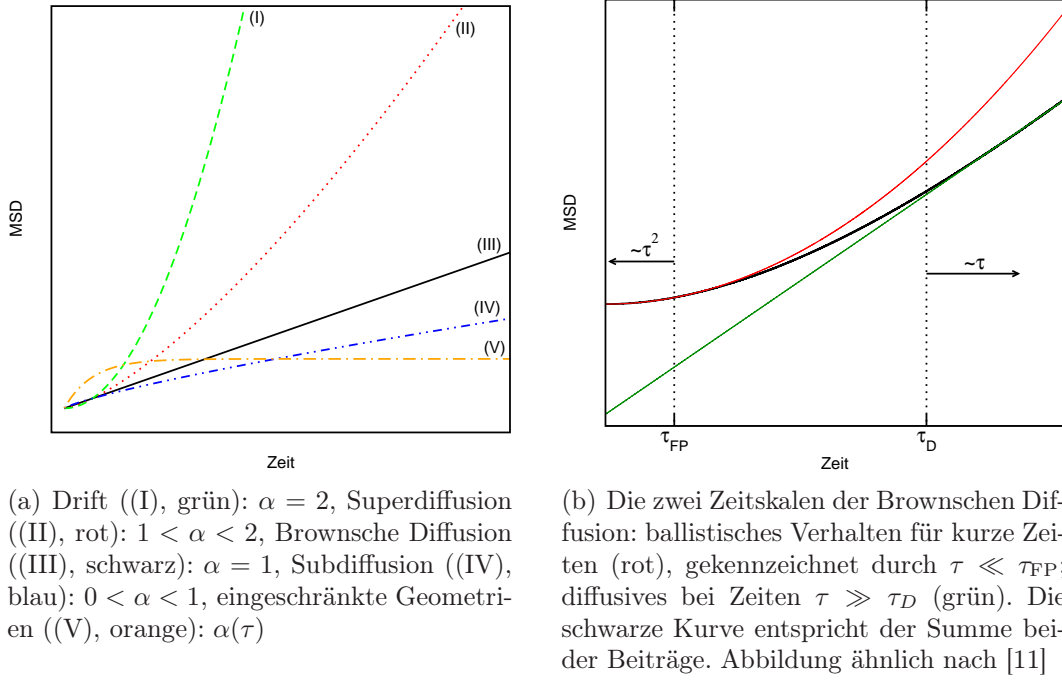 (I)
(II)
(III)
(IV)
(V)
MSD
Zeit
MSD
~τ²
~τ
τ_FP
τ_D
Zeit
(a) Drift ((I), grün): α = 2, Superdiffusion
((II), rot): 1 < α < 2, Brownsche Diffusion
((III), schwarz): α = 1, Subdiffusion ((IV),
blau): 0 < α < 1, eingeschränkte Geometri-
en ((V), orange): α(τ)
(b) Die zwei Zeitskalen der Brownschen Dif-
fusion: ballistisches Verhalten für kurze Zei-
ten (rot), gekennzeichnet durch τ ≪ τ_FP;
diffusives bei Zeiten τ ≫ τ_D (grün). Die
schwarze Kurve entspricht der Summe bei-
der Beiträge. Abbildung ähnlich nach [11]